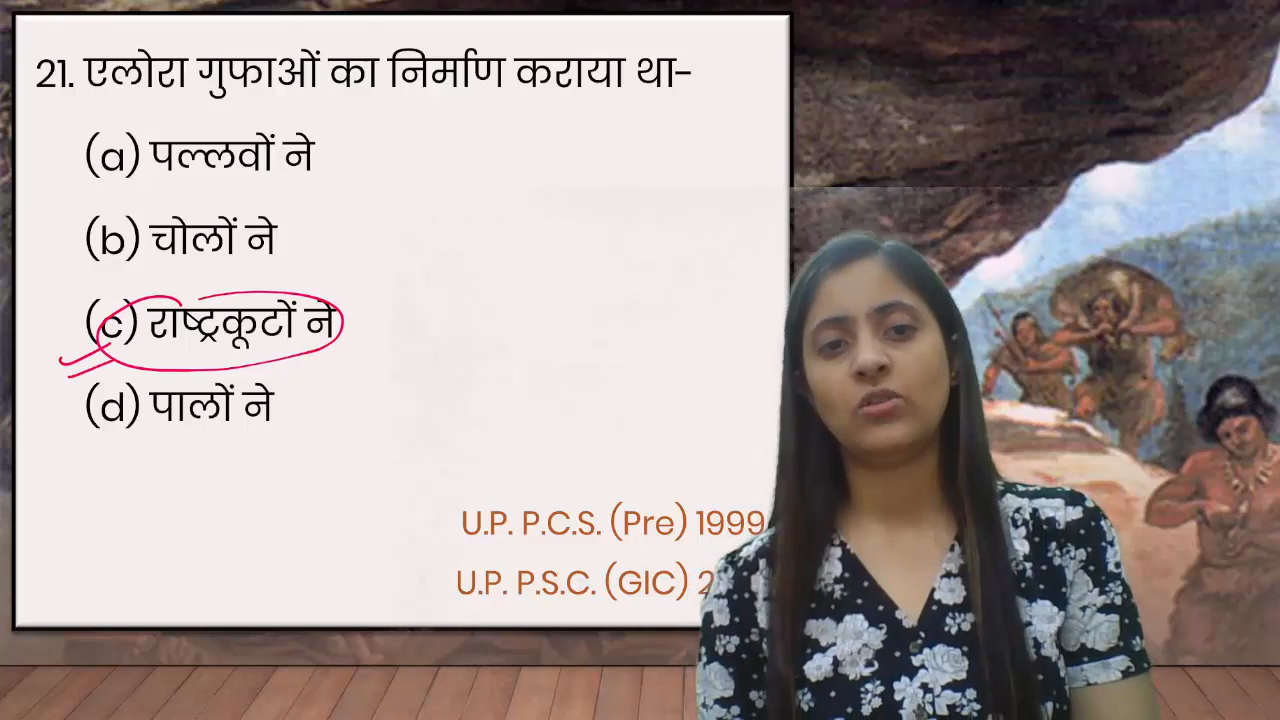 21. एलोरा गुफाओं का निर्माण कराया था-
(a) पल्लवों ने
(b) चोलों ने
(c) राष्ट्रकूटों ने
(d) पालों ने
U.P. P.C.S. (Pre) 1999
U.P. P.S.C. (GIC)